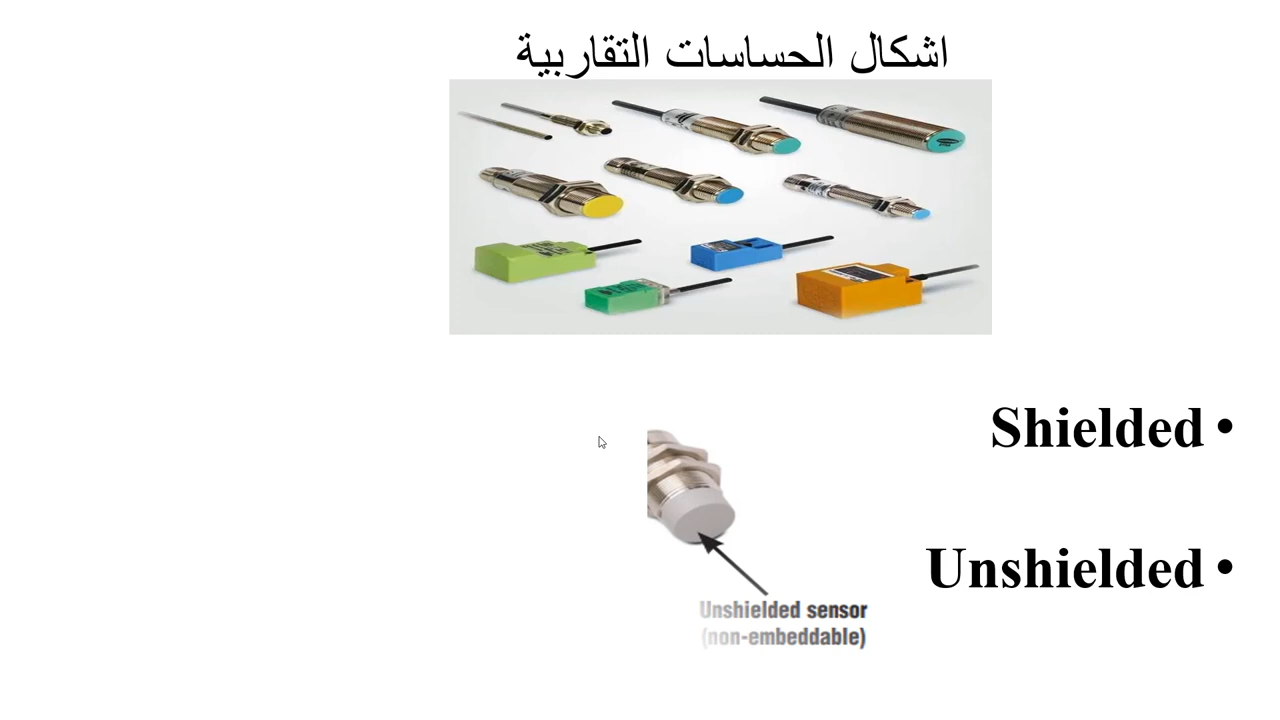 اشكال الحساسات التقاربية
• Shielded
• Unshielded
Unshielded sensor
(non-embeddable)